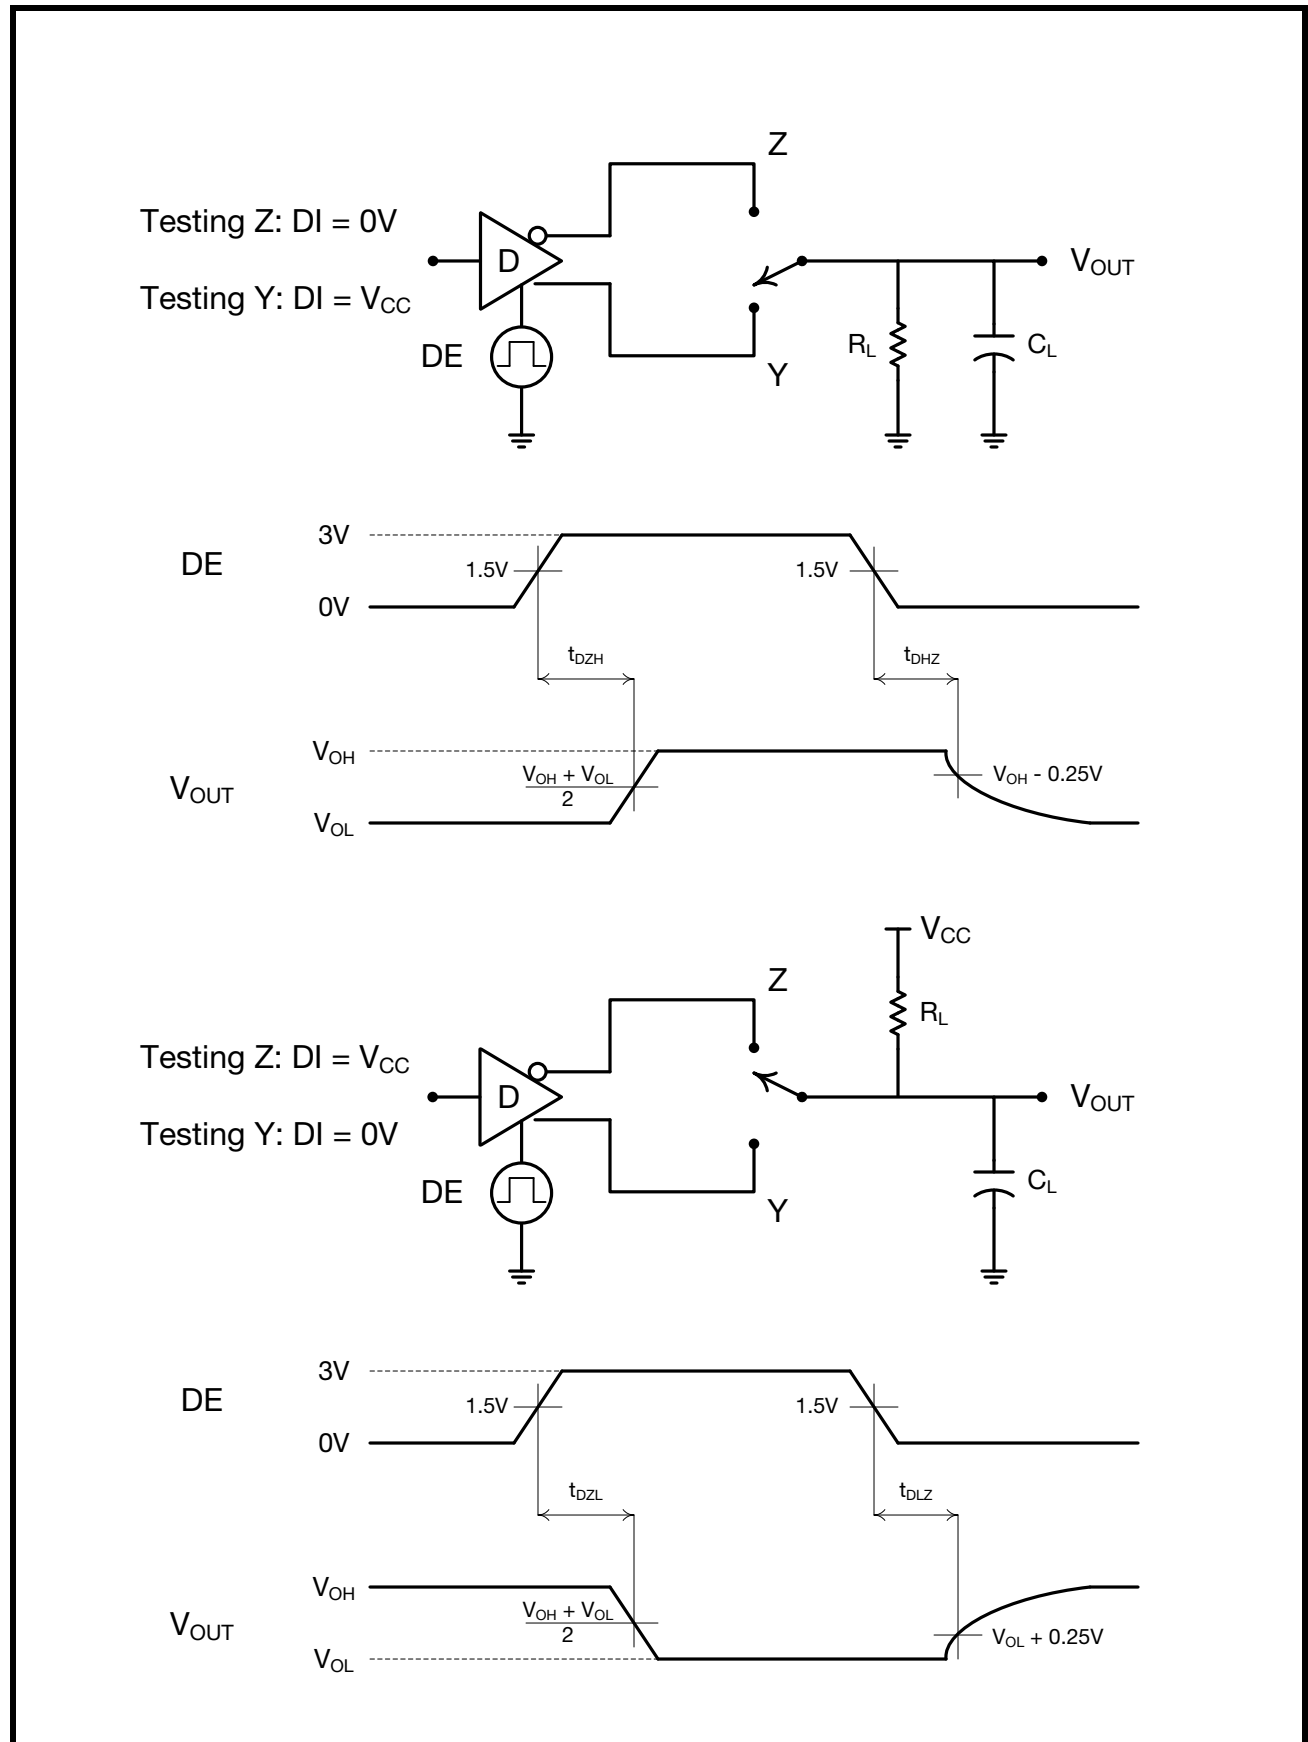 Z
Testing Z: DI = 0V
D
V_OUT
Testing Y: DI = V_CC
DE
R_L
C_L
Y
3V
DE
1.5V
1.5V
0V
t_DZH
t_DHZ
V_OH
V_OUT
V_OH + V_OL
2
V_OH - 0.25V
V_OL
V_CC
Z
R_L
Testing Z: DI = V_CC
D
V_OUT
Testing Y: DI = 0V
DE
C_L
Y
3V
DE
1.5V
1.5V
0V
t_DZL
t_DLZ
V_OH
V_OUT
V_OH + V_OL
2
V_OL + 0.25V
V_OL